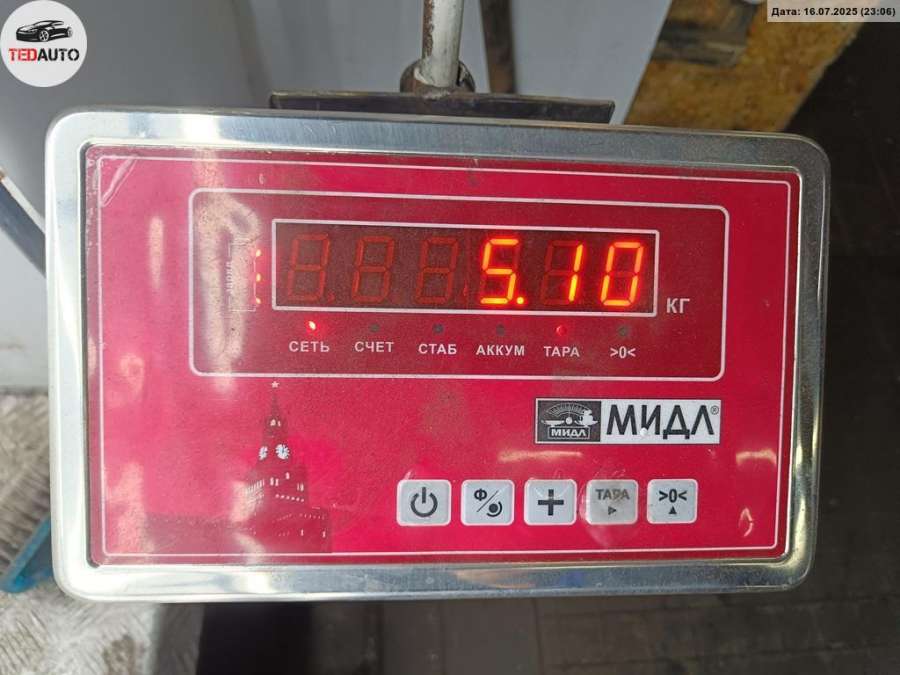 Дата: 16.07.2025 (23:06)
TEDAUTO
5.10
КГ
СЕТЬ СЧЕТ СТАБ АККУМ ТАРА >0<
МИДЛ МИДЛ®
Ф ТАРА >0<